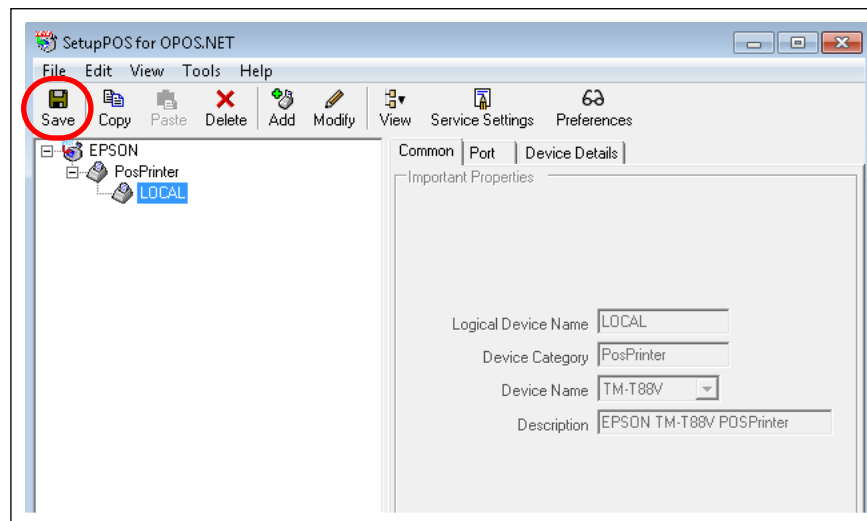 SetupPOS for OPOS.NET
File Edit View Tools Help
Save Copy Paste Delete Add Modify View Service Settings Preferences
EPSON
PosPrinter
LOCAL
Common Port Device Details
Important Properties
Logical Device Name LOCAL
Device Category PosPrinter
Device Name TM-T88V
Description EPSON TM-T88V POSPrinter